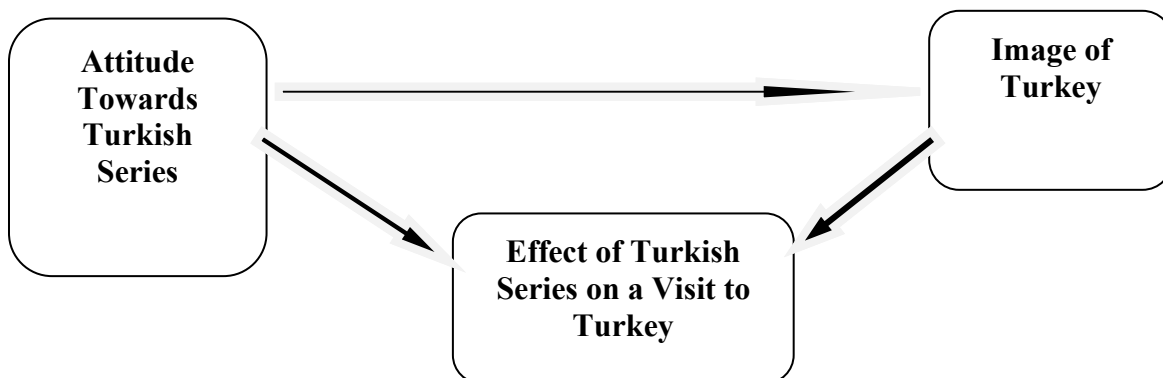 Attitude
Towards
Turkish
Series
Image of
Turkey
Effect of Turkish
Series on a Visit to
Turkey